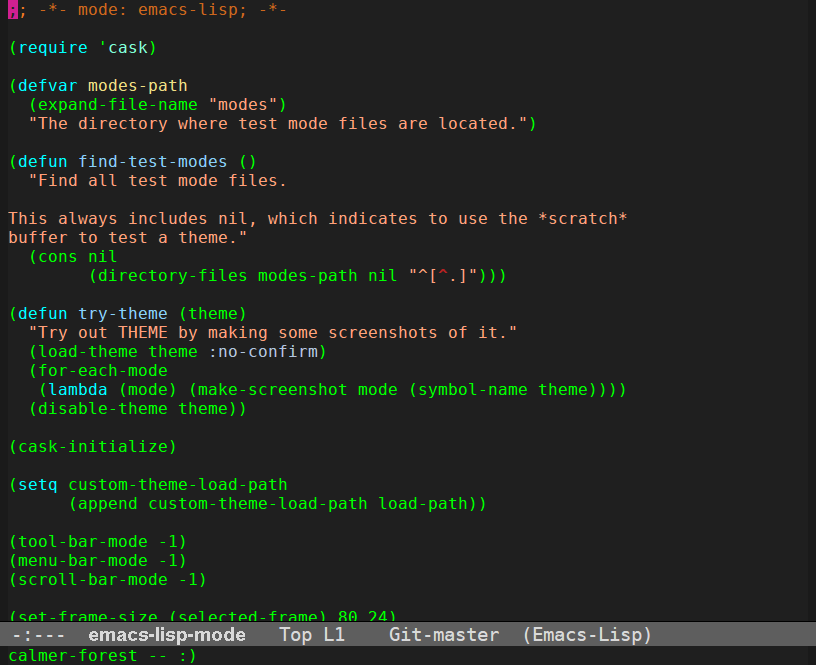 ;; -*- mode: emacs-lisp; -*-

(require 'cask)

(defvar modes-path
  (expand-file-name "modes")
  "The directory where test mode files are located.")

(defun find-test-modes ()
  "Find all test mode files.

This always includes nil, which indicates to use the *scratch*
buffer to test a theme."
  (cons nil
        (directory-files modes-path nil "^[^.]")))

(defun try-theme (theme)
  "Try out THEME by making some screenshots of it."
  (load-theme theme :no-confirm)
  (for-each-mode
   (lambda (mode) (make-screenshot mode (symbol-name theme))))
  (disable-theme theme))

(cask-initialize)

(setq custom-theme-load-path
      (append custom-theme-load-path load-path))

(tool-bar-mode -1)
(menu-bar-mode -1)
(scroll-bar-mode -1)

(set-frame-size (selected-frame) 80 24)
-:---  emacs-lisp-mode   Top L1    Git-master  (Emacs-Lisp)
calmer-forest -- :)